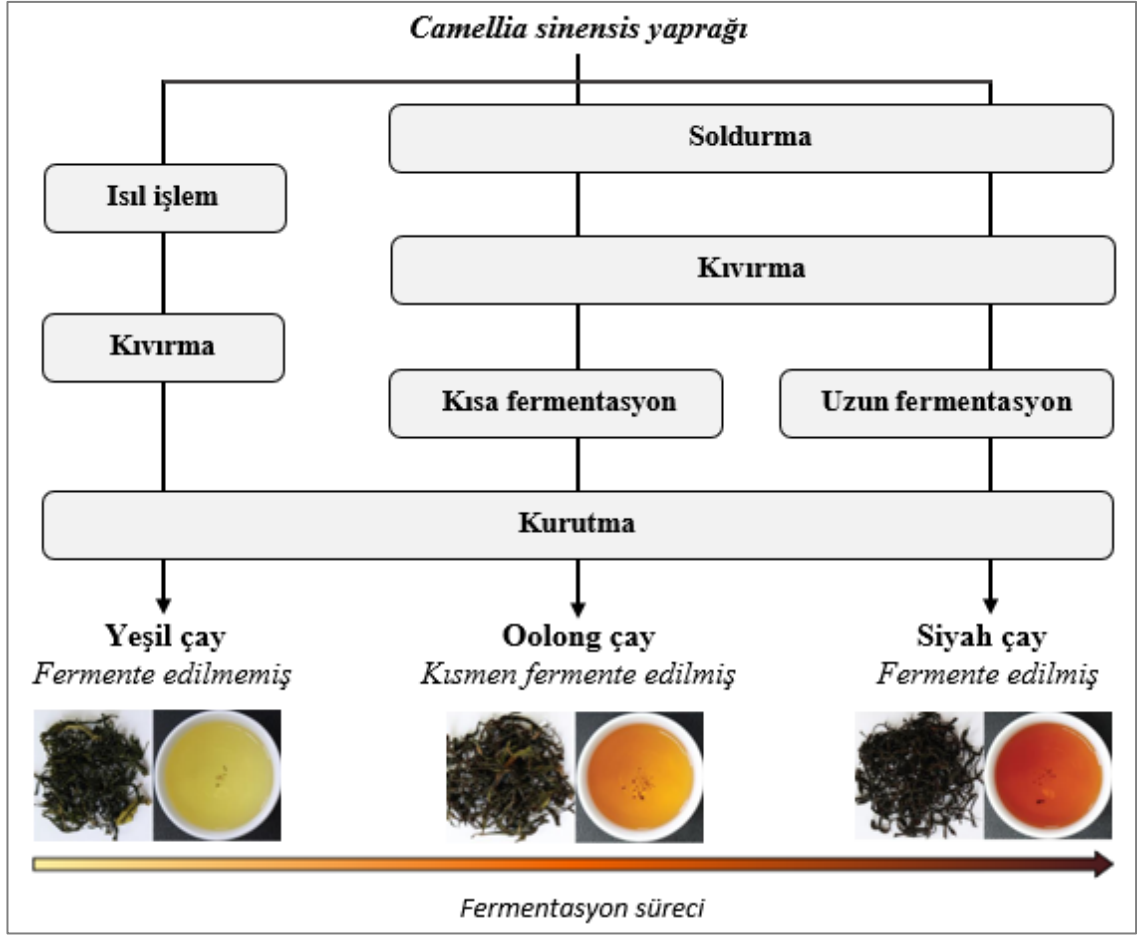 Camellia sinensis yaprağı
Soldurma
Isıl işlem
Kıvırma
Kıvırma
Kısa fermentasyon
Uzun fermentasyon
Kurutma
Yeşil çay
Fermente edilmemiş
Oolong çay
Kısmen fermente edilmiş
Siyah çay
Fermente edilmiş
Fermentasyon süreci